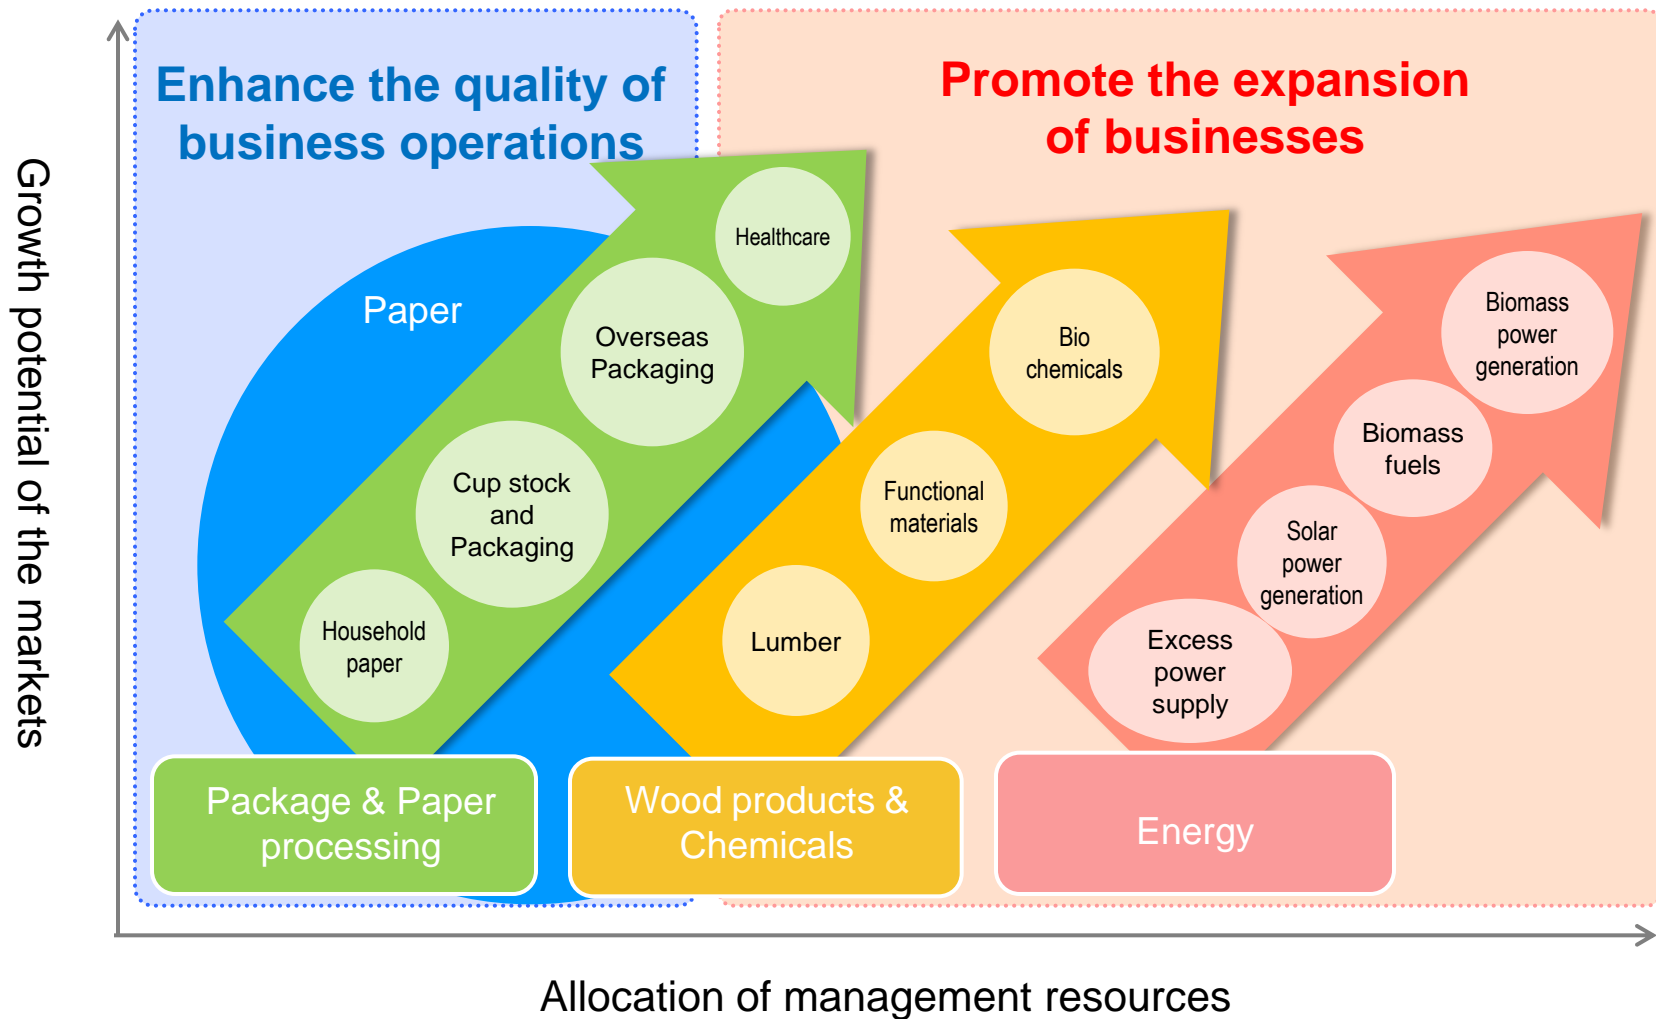 Enhance the quality of
business operations
Promote the expansion
of businesses
Growth potential of the markets
Paper
Healthcare
Overseas
Packaging
Cup stock
and
Packaging
Household
paper
Bio
chemicals
Functional
materials
Lumber
Biomass
power
generation
Biomass
fuels
Solar
power
generation
Excess
power
supply
Package & Paper
processing
Wood products &
Chemicals
Energy
Allocation of management resources